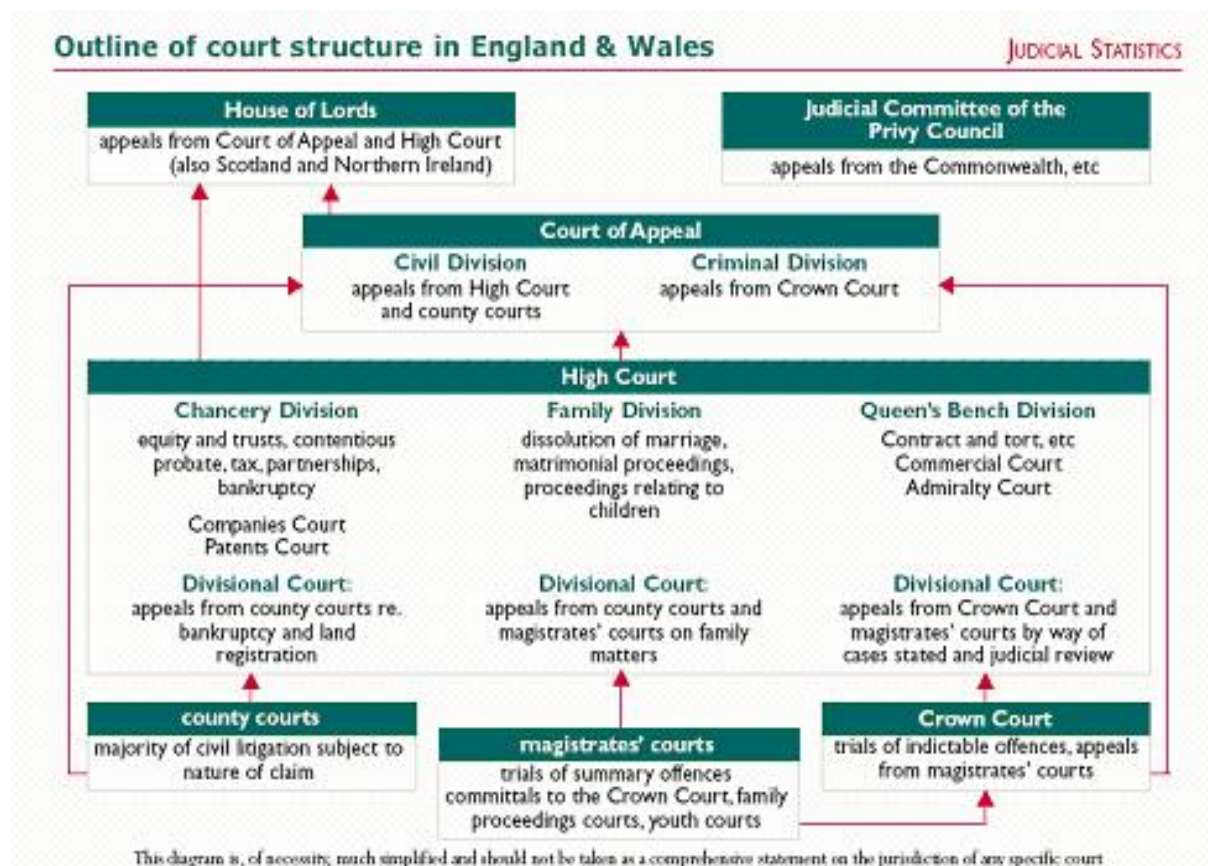 Outline of court structure in England & Wales
JUDICIAL STATISTICS
House of Lords
appeals from Court of Appeal and High Court
(also Scotland and Northern Ireland)
Judicial Committee of the
Privy Council
appeals from the Commonwealth, etc
Court of Appeal
Civil Division
appeals from High Court
and county courts
Criminal Division
appeals from Crown Court
High Court
Chancery Division
equity and trusts, contentious
probate, tax, partnerships,
bankruptcy
Companies Court
Patents Court
Divisional Court:
appeals from county courts re.
bankruptcy and land
registration
Family Division
dissolution of marriage,
matrimonial proceedings,
proceedings relating to
children
Divisional Court:
appeals from county courts and
magistrates' courts on family
matters
Queen's Bench Division
Contract and tort, etc
Commercial Court
Admiralty Court
Divisional Court:
appeals from Crown Court and
magistrates' courts by way of
cases stated and judicial review
county courts
majority of civil litigation subject to
nature of claim
magistrates' courts
trials of summary offences
committals to the Crown Court, family
proceedings courts, youth courts
Crown Court
trials of indictable offences, appeals
from magistrates' courts
This diagram is, of necessity, much simplified and should not be taken as a comprehensive statement on the jurisdiction of any specific court